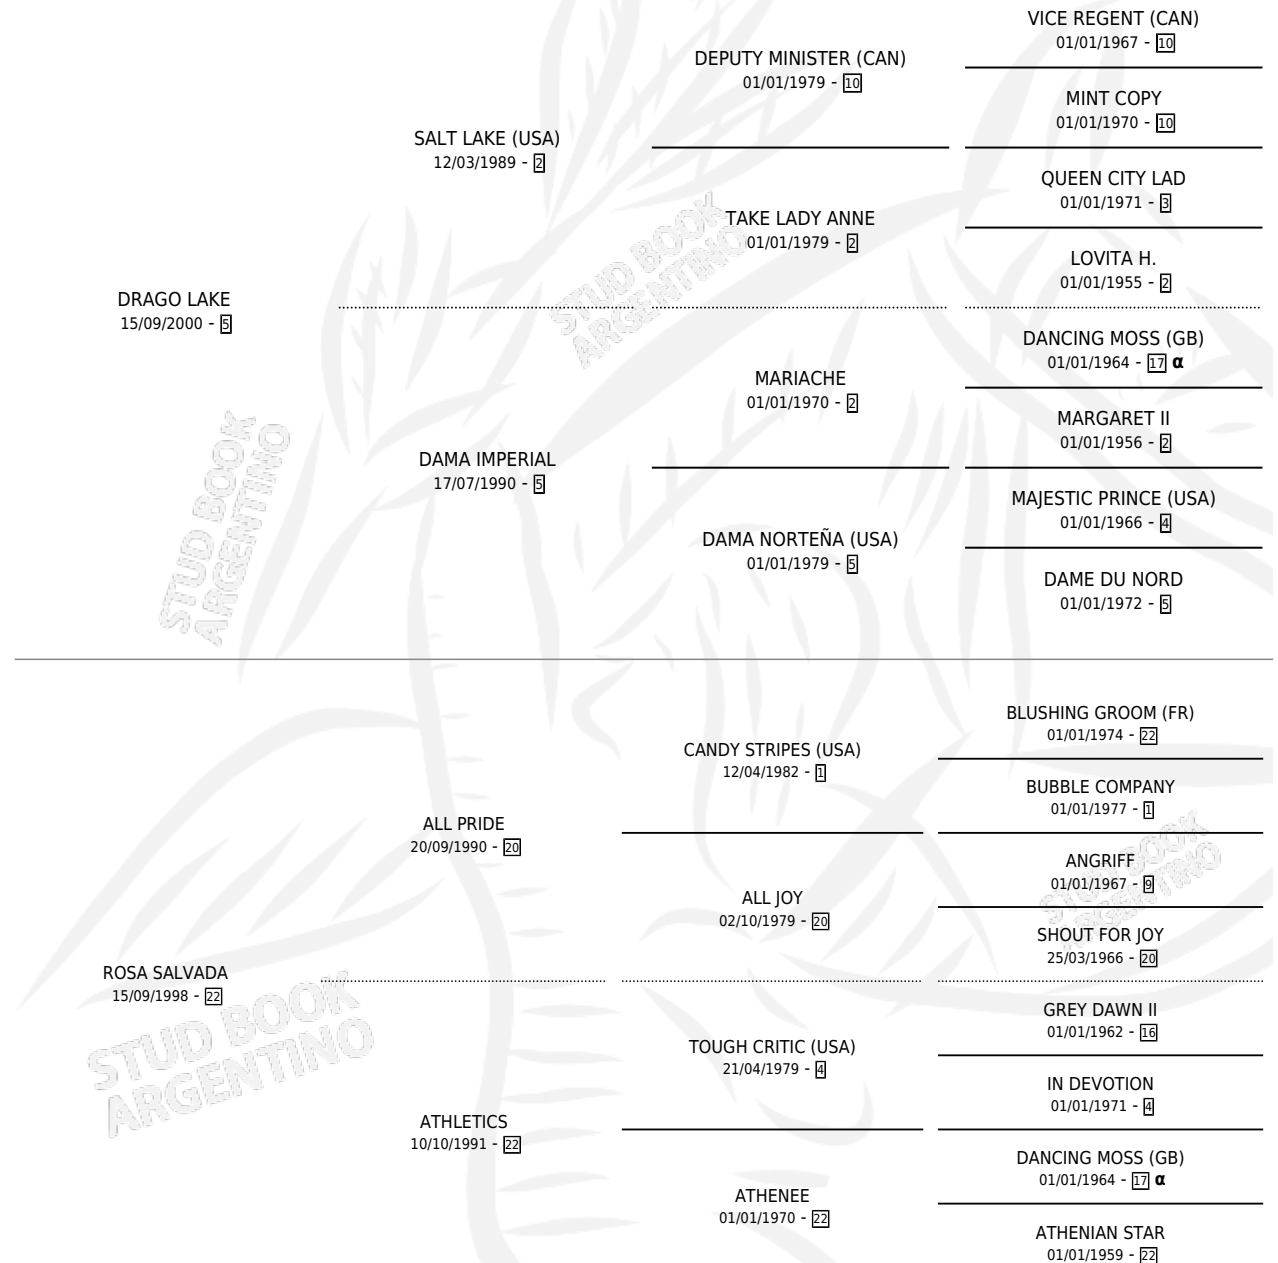 VICE REGENT (CAN)
01/01/1967 - 10
DEPUTY MINISTER (CAN)
01/01/1979 - 10
MINT COPY
01/01/1970 - 10
SALT LAKE (USA)
12/03/1989 - 2
QUEEN CITY LAD
01/01/1971 - 3
TAKE LADY ANNE
01/01/1979 - 2
LOVITA H.
01/01/1955 - 2
DRAGO LAKE
15/09/2000 - 5
DANCING MOSS (GB)
01/01/1964 - 17 α
MARIACHE
01/01/1970 - 2
MARGARET II
01/01/1956 - 2
DAMA IMPERIAL
17/07/1990 - 5
MAJESTIC PRINCE (USA)
01/01/1966 - 4
DAMA NORTEÑA (USA)
01/01/1979 - 5
DAME DU NORD
01/01/1972 - 5
BLUSHING GROOM (FR)
01/01/1974 - 22
CANDY STRIPES (USA)
12/04/1982 - 1
BUBBLE COMPANY
01/01/1977 - 1
ALL PRIDE
20/09/1990 - 20
ANGRIFF
01/01/1967 - 9
ALL JOY
02/10/1979 - 20
SHOUT FOR JOY
25/03/1966 - 20
ROSA SALVADA
15/09/1998 - 22
GREY DAWN II
01/01/1962 - 16
TOUGH CRITIC (USA)
21/04/1979 - 4
IN DEVOTION
01/01/1971 - 4
ATHLETICS
10/10/1991 - 22
DANCING MOSS (GB)
01/01/1964 - 17 α
ATHENEE
01/01/1970 - 22
ATHENIAN STAR
01/01/1959 - 22
STUD BOOK
ARGENTINO
STUD BOOK
ARGENTINO
STUD BOOK
ARGENTINO
STUD BOOK
ARGENTINO